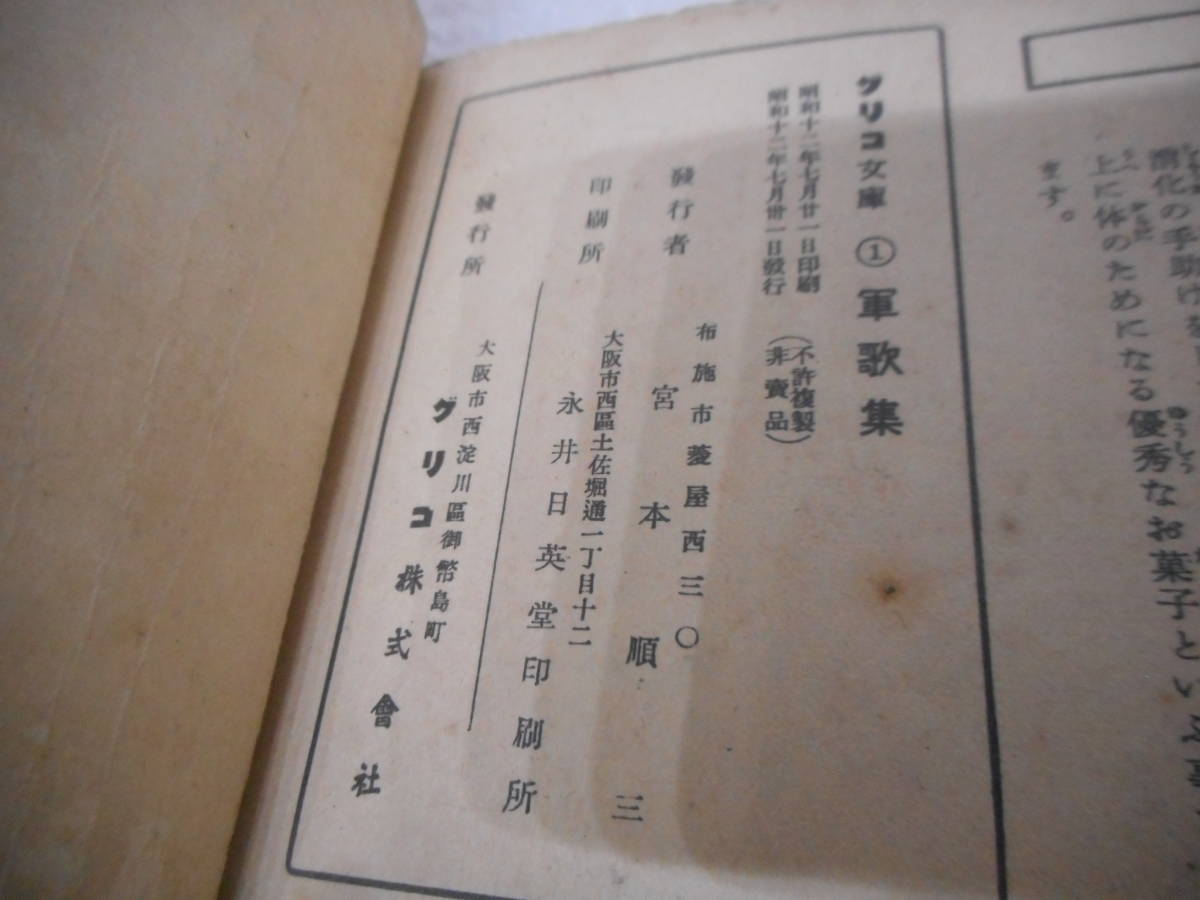 消化の手助けを
上に体のためになる優秀なお菓子といふ事
ます。
グリコ文庫 ① 軍歌集
昭和十二年七月廿一日印刷
昭和十二年七月卅一日發行
(不許複製)
(非賣品)
布施市菱屋西三〇
發行者 宮本順三
大阪市西區土佐堀通一丁目十二
印刷所 永井日英堂印刷所
大阪市西淀川區御幣島町
發行所 グリコ株式會社